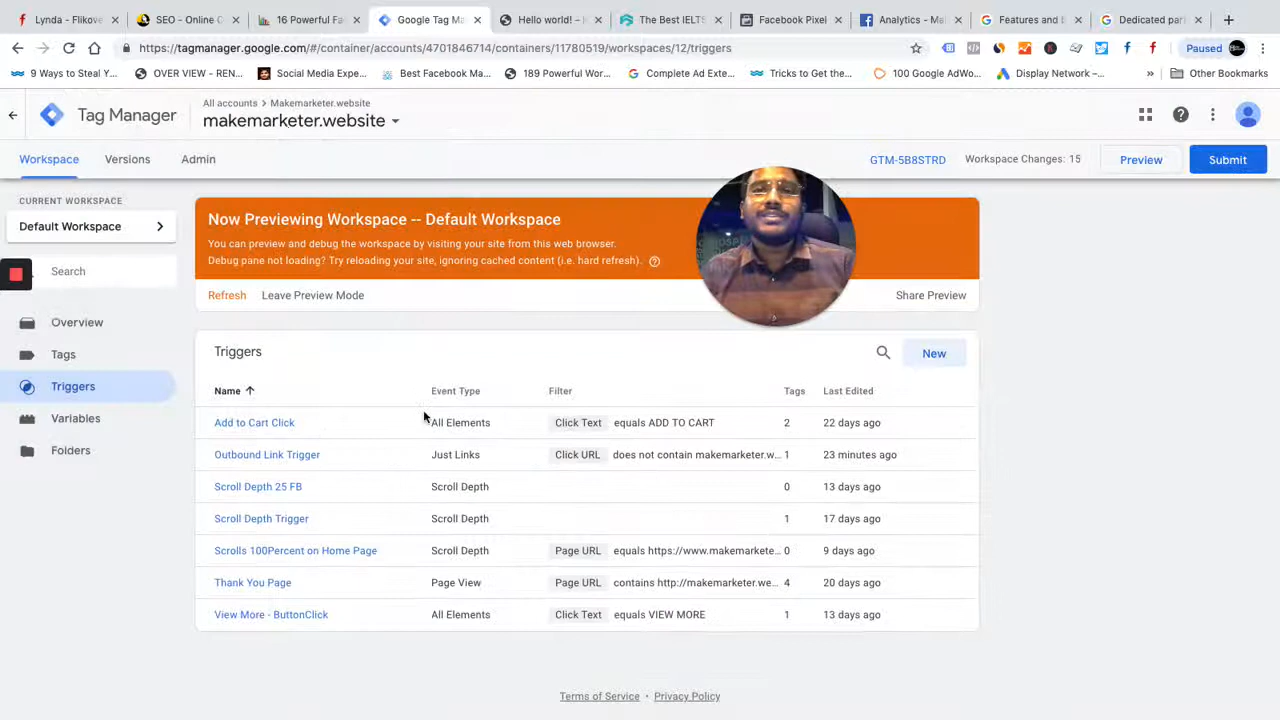 Lynda - Flikove
SEO - Online C
16 Powerful Fa
Google Tag Ma
Hello world! – M
The Best IELTS
Facebook Pixel
Analytics - Ma
Features and b
Dedicated par
https://tagmanager.google.com/#/container/accounts/4701846714/containers/11780519/workspaces/12/triggers
Paused
9 Ways to Steal Y...
OVER VIEW - REN...
Social Media Expe...
Best Facebook Ma...
189 Powerful Wor...
Complete Ad Exte...
Tricks to Get the...
100 Google AdWo...
Display Network –...
Other Bookmarks
Tag Manager
All accounts > Makemarketer.website
makemarketer.website
Workspace
Versions
Admin
GTM-5B8STRD
Workspace Changes: 15
Preview
Submit
CURRENT WORKSPACE
Default Workspace
Search
Overview
Tags
Triggers
Variables
Folders
Now Previewing Workspace -- Default Workspace
You can preview and debug the workspace by visiting your site from this web browser.
Debug pane not loading? Try reloading your site, ignoring cached content (i.e. hard refresh).
Refresh
Leave Preview Mode
Share Preview
Triggers
New
Name Event Type Filter Tags Last Edited
Add to Cart Click All Elements Click Text equals ADD TO CART 2 22 days ago
Outbound Link Trigger Just Links Click URL does not contain makemarketer.w... 1 23 minutes ago
Scroll Depth 25 FB Scroll Depth 0 13 days ago
Scroll Depth Trigger Scroll Depth 1 17 days ago
Scrolls 100Percent on Home Page Scroll Depth Page URL equals https://www.makemarkete... 0 9 days ago
Thank You Page Page View Page URL contains http://makemarketer.we... 4 20 days ago
View More - ButtonClick All Elements Click Text equals VIEW MORE 1 13 days ago
Terms of Service • Privacy Policy